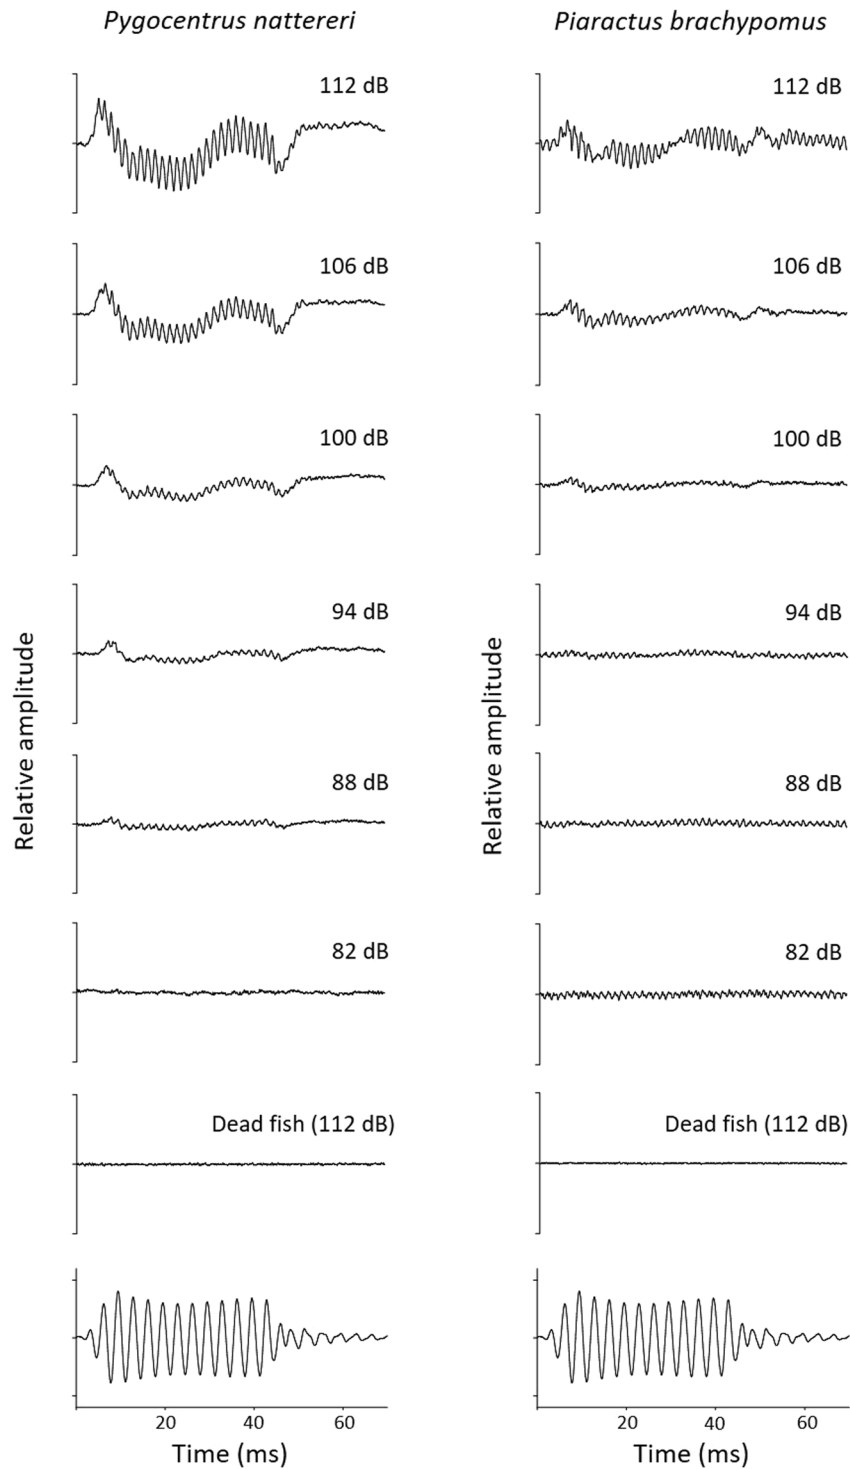 Pygocentrus nattereri
Piaractus brachypomus
112 dB
112 dB
106 dB
106 dB
100 dB
100 dB
94 dB
94 dB
Relative amplitude
Relative amplitude
88 dB
88 dB
82 dB
82 dB
Dead fish (112 dB)
Dead fish (112 dB)
20 40 60
20 40 60
Time (ms)
Time (ms)